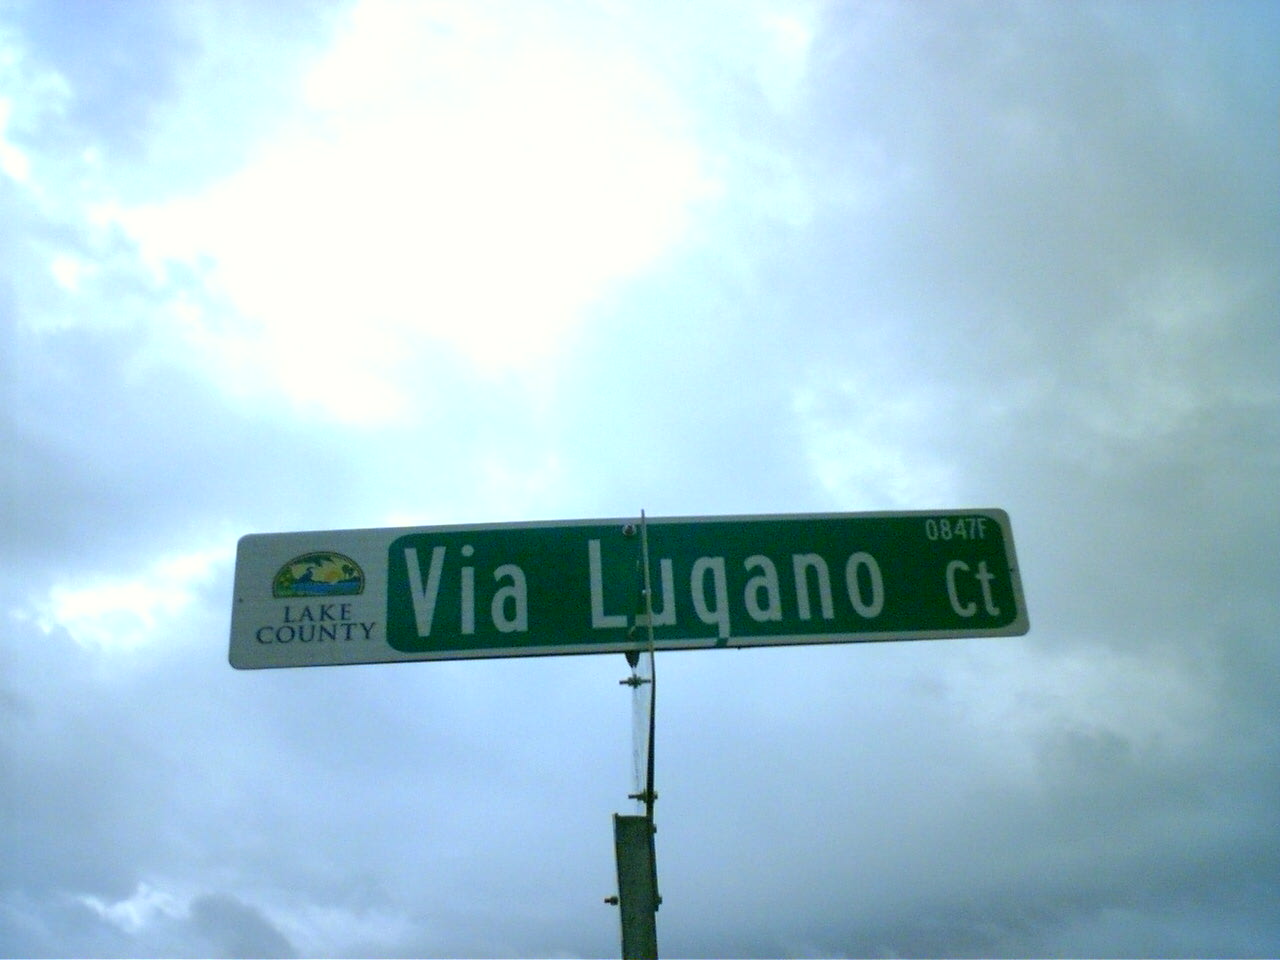 LAKE
COUNTY
Via Lugano Ct
0847F